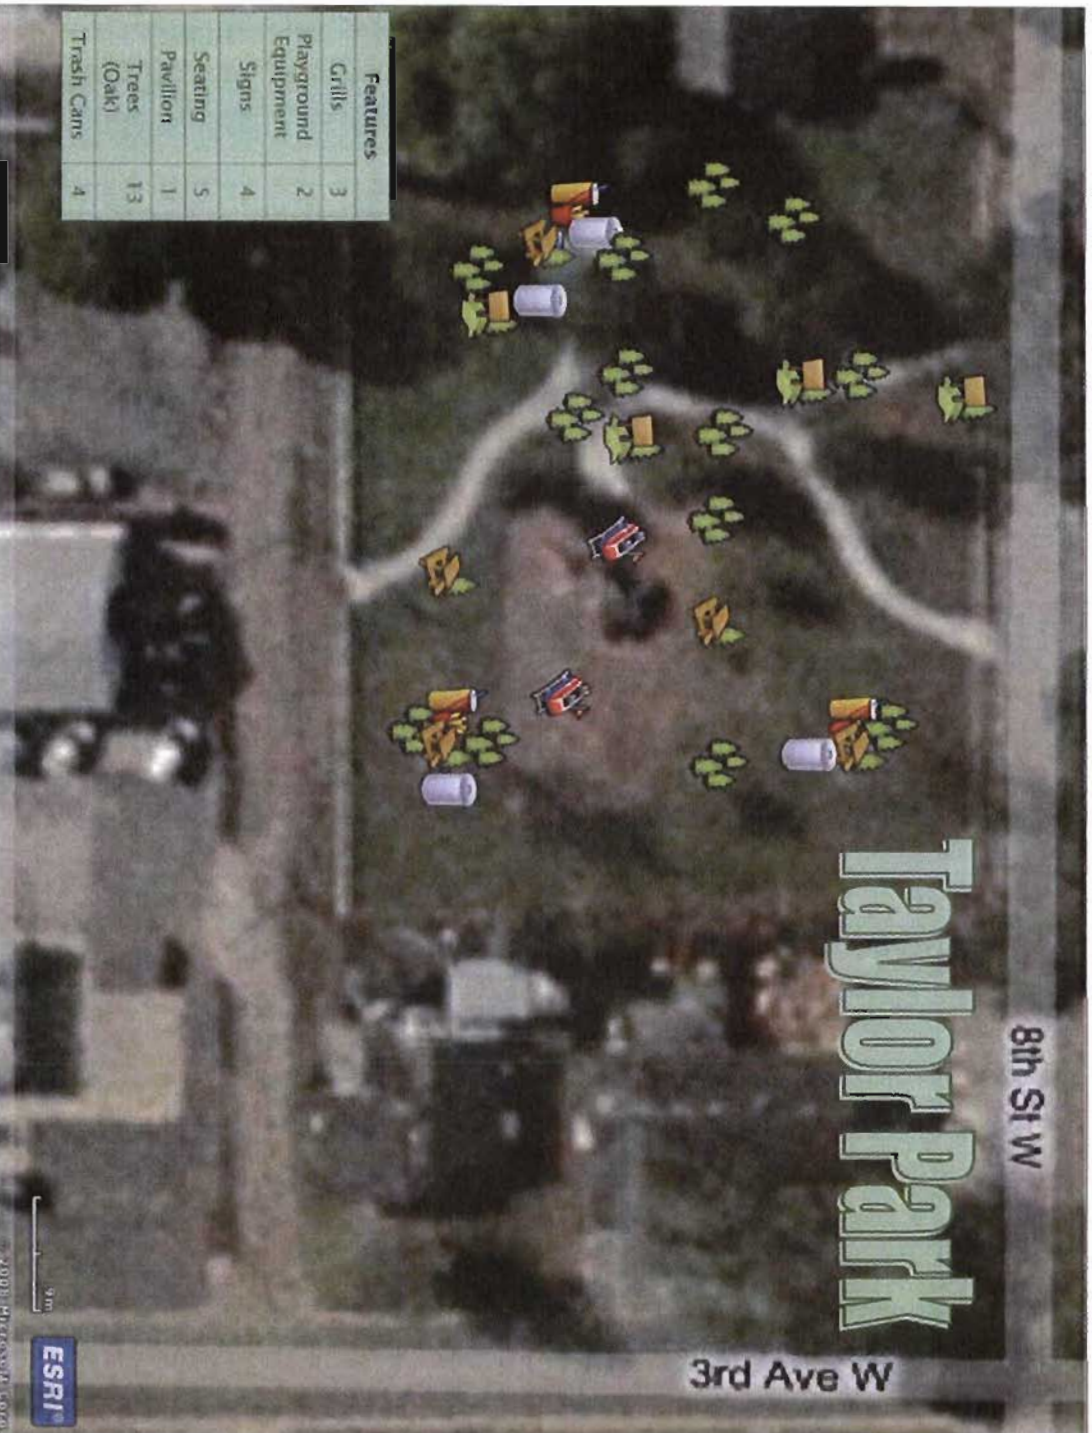 Taylor Park
8th St W
3rd Ave W
Features
Grills 3
Playground
Equipment 2
Signs 4
Seating 5
Pavilion 1
Trees
(Oak) 13
Trash Cans 4
9 m
ESRI